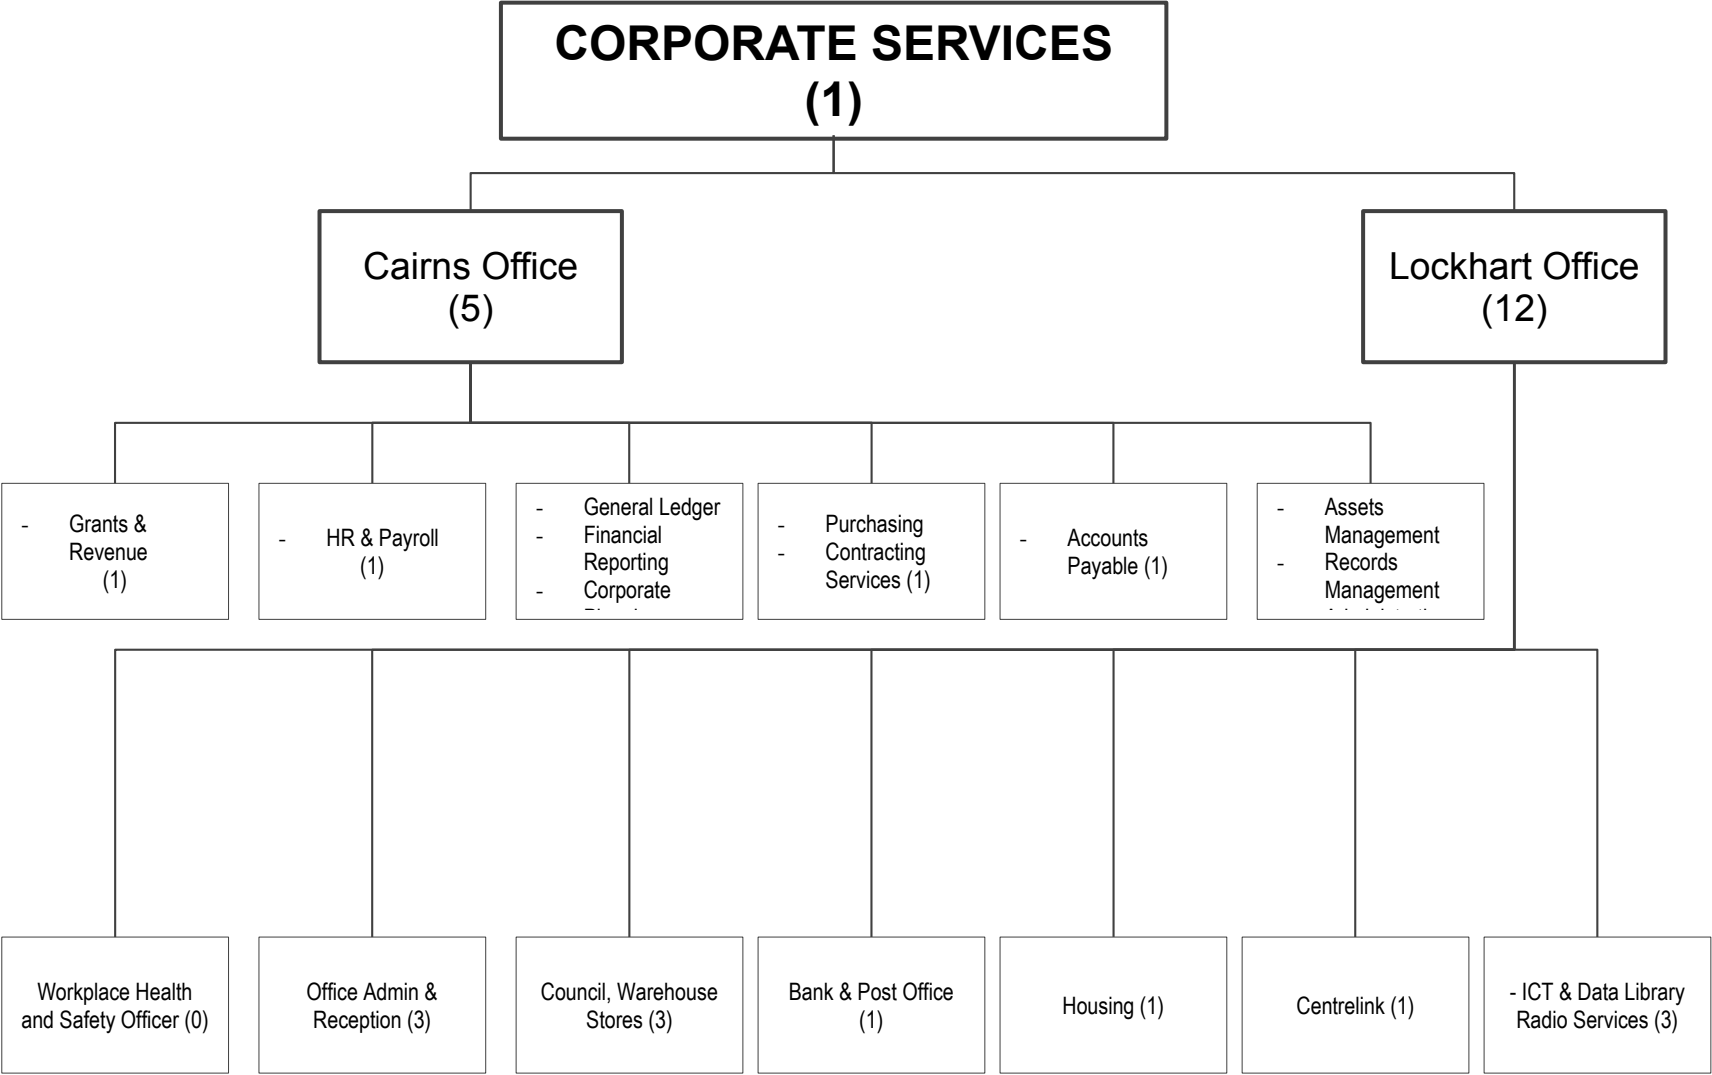 CORPORATE SERVICES
(1)
Cairns Office
(5)
Lockhart Office
(12)
- Grants &
Revenue
(1)
- HR & Payroll
(1)
- General Ledger
- Financial
Reporting
- Corporate
- Purchasing
- Contracting
Services (1)
- Accounts
Payable (1)
- Assets
Management
- Records
Management
Workplace Health
and Safety Officer (0)
Office Admin &
Reception (3)
Council, Warehouse
Stores (3)
Bank & Post Office
(1)
Housing (1)
Centrelink (1)
- ICT & Data Library
Radio Services (3)